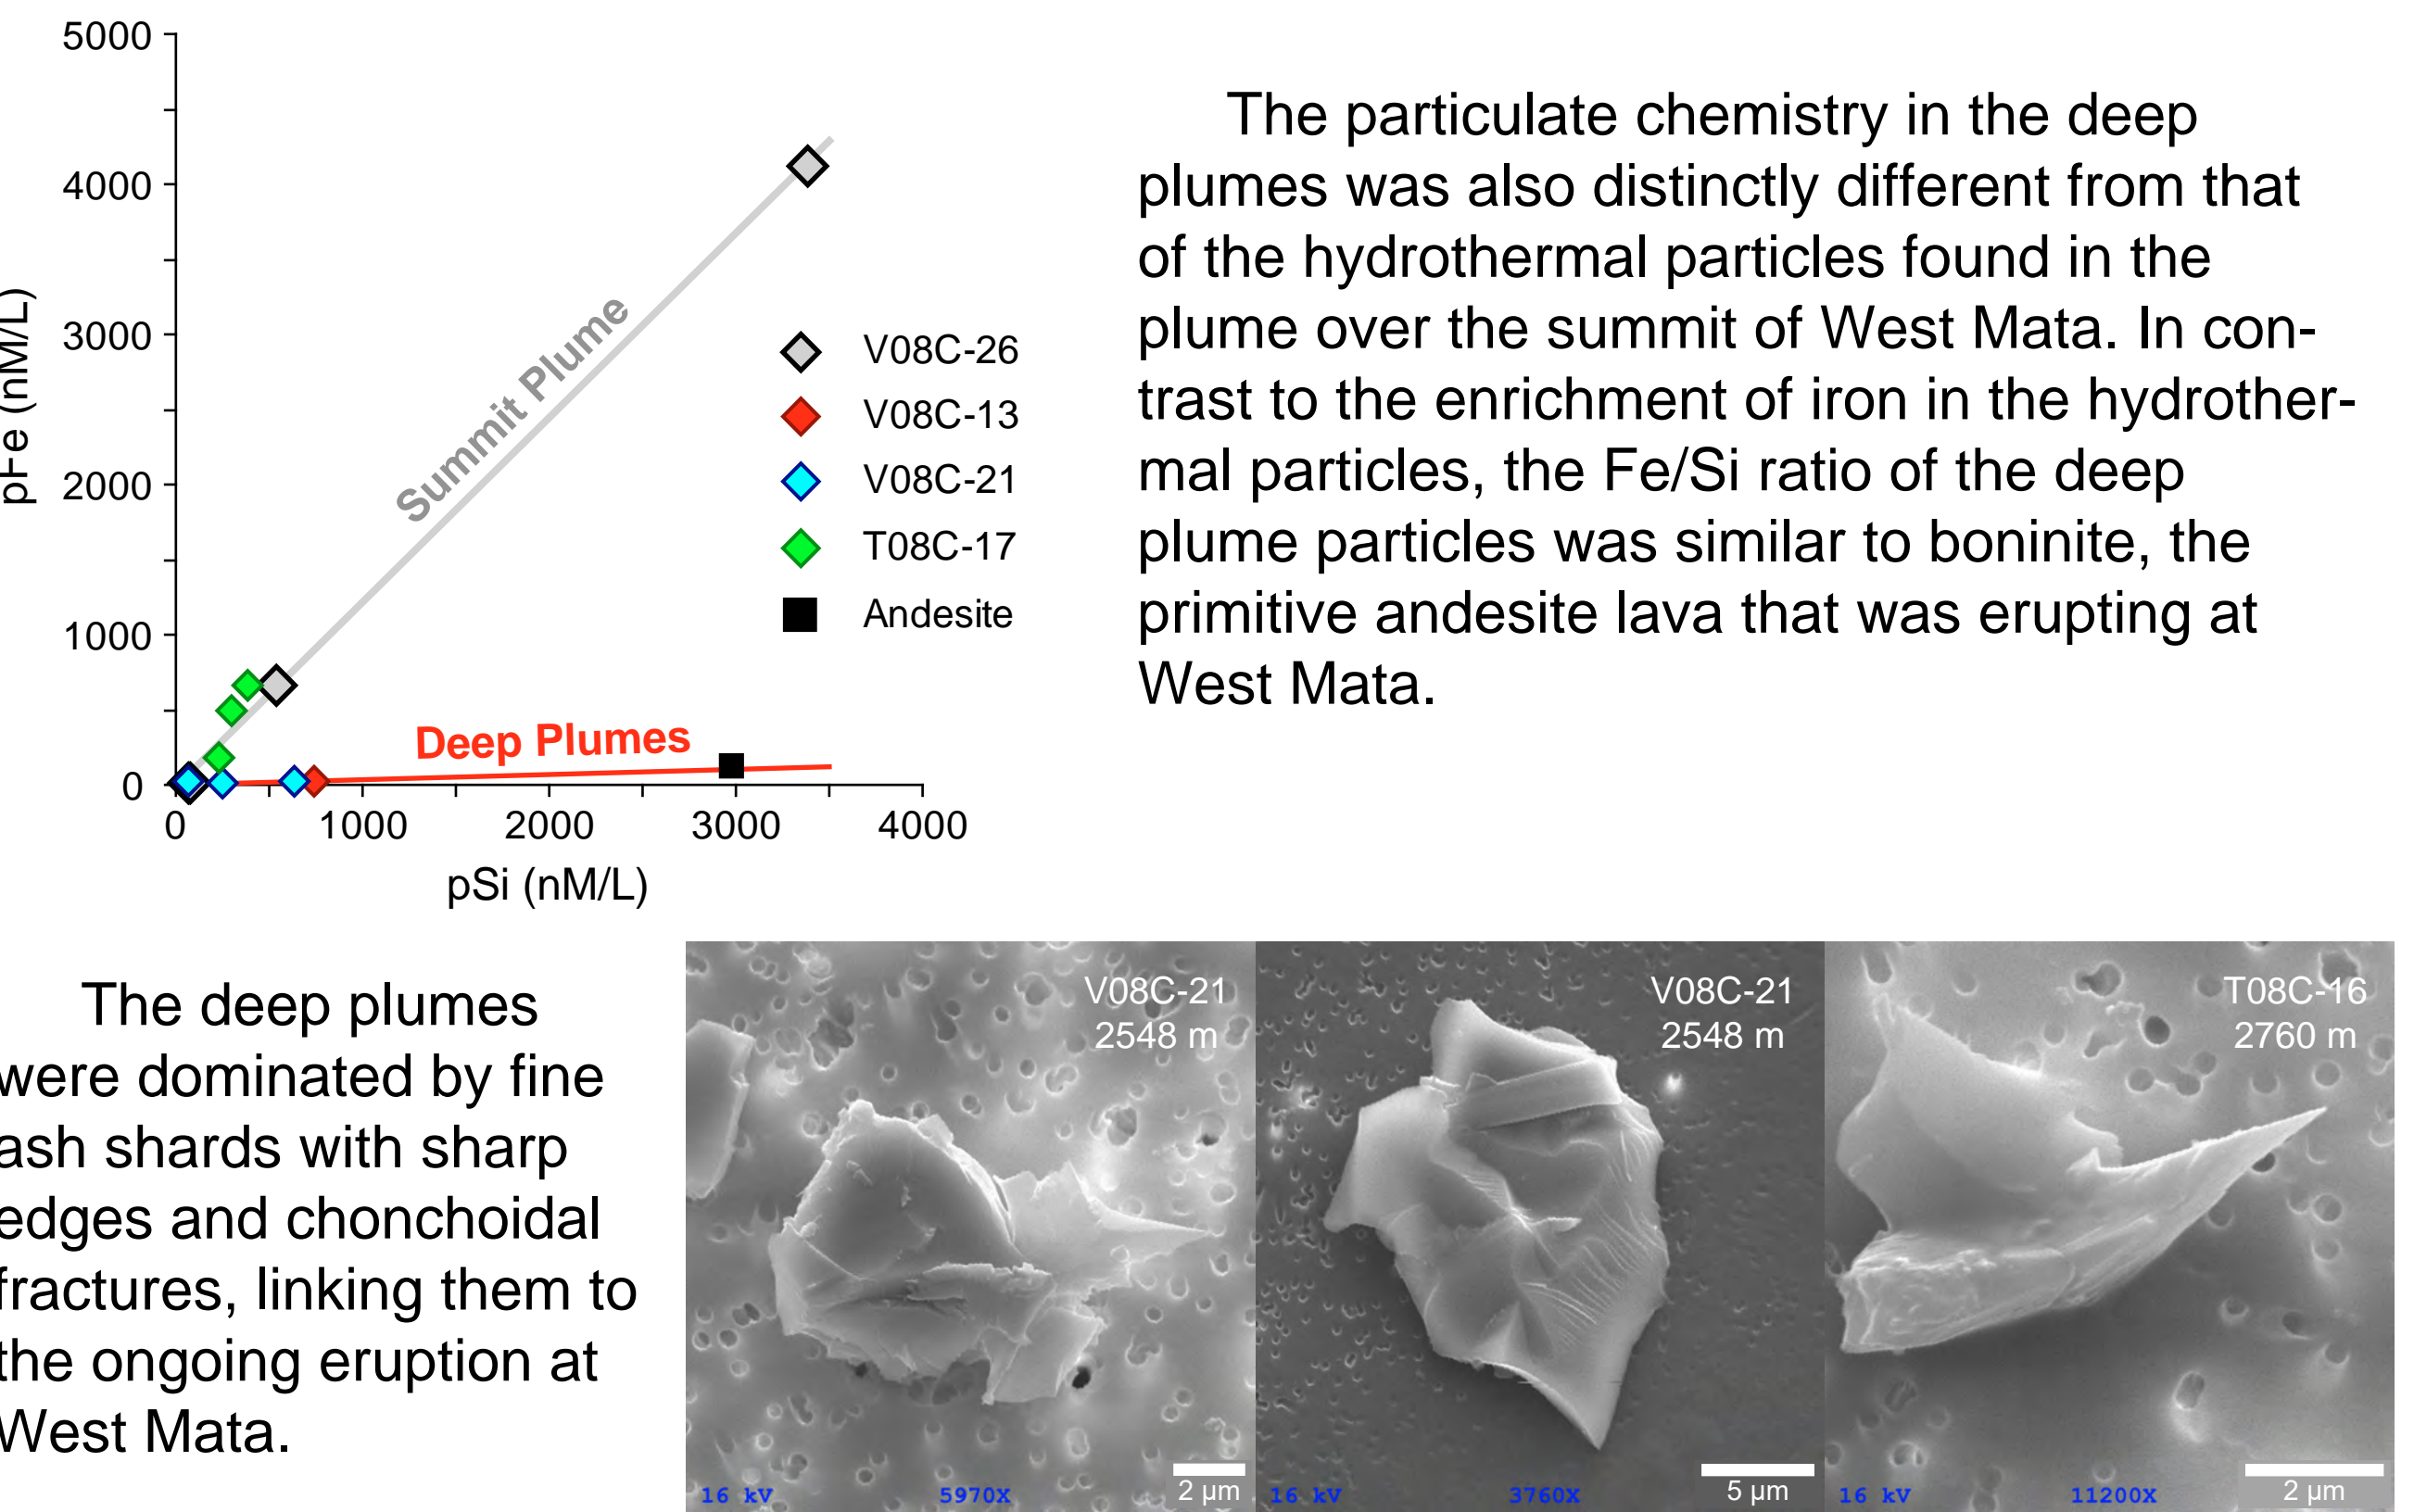 5000
4000
3000
2000
1000
0
pFe (nM/L)
0
1000
2000
3000
4000
pSi (nM/L)
Summit Plume
Deep Plumes
V08C-26
V08C-13
V08C-21
T08C-17
Andesite
The particulate chemistry in the deep
plumes was also distinctly different from that
of the hydrothermal particles found in the
plume over the summit of West Mata. In con-
trast to the enrichment of iron in the hydrother-
mal particles, the Fe/Si ratio of the deep
plume particles was similar to boninite, the
primitive andesite lava that was erupting at
West Mata.
The deep plumes
were dominated by fine
ash shards with sharp
edges and chonchoidal
fractures, linking them to
the ongoing eruption at
West Mata.
V08C-21
2548 m
16 kV
5970X
2 µm
V08C-21
2548 m
16 kV
3760X
5 µm
T08C-16
2760 m
16 kV
11200X
2 µm